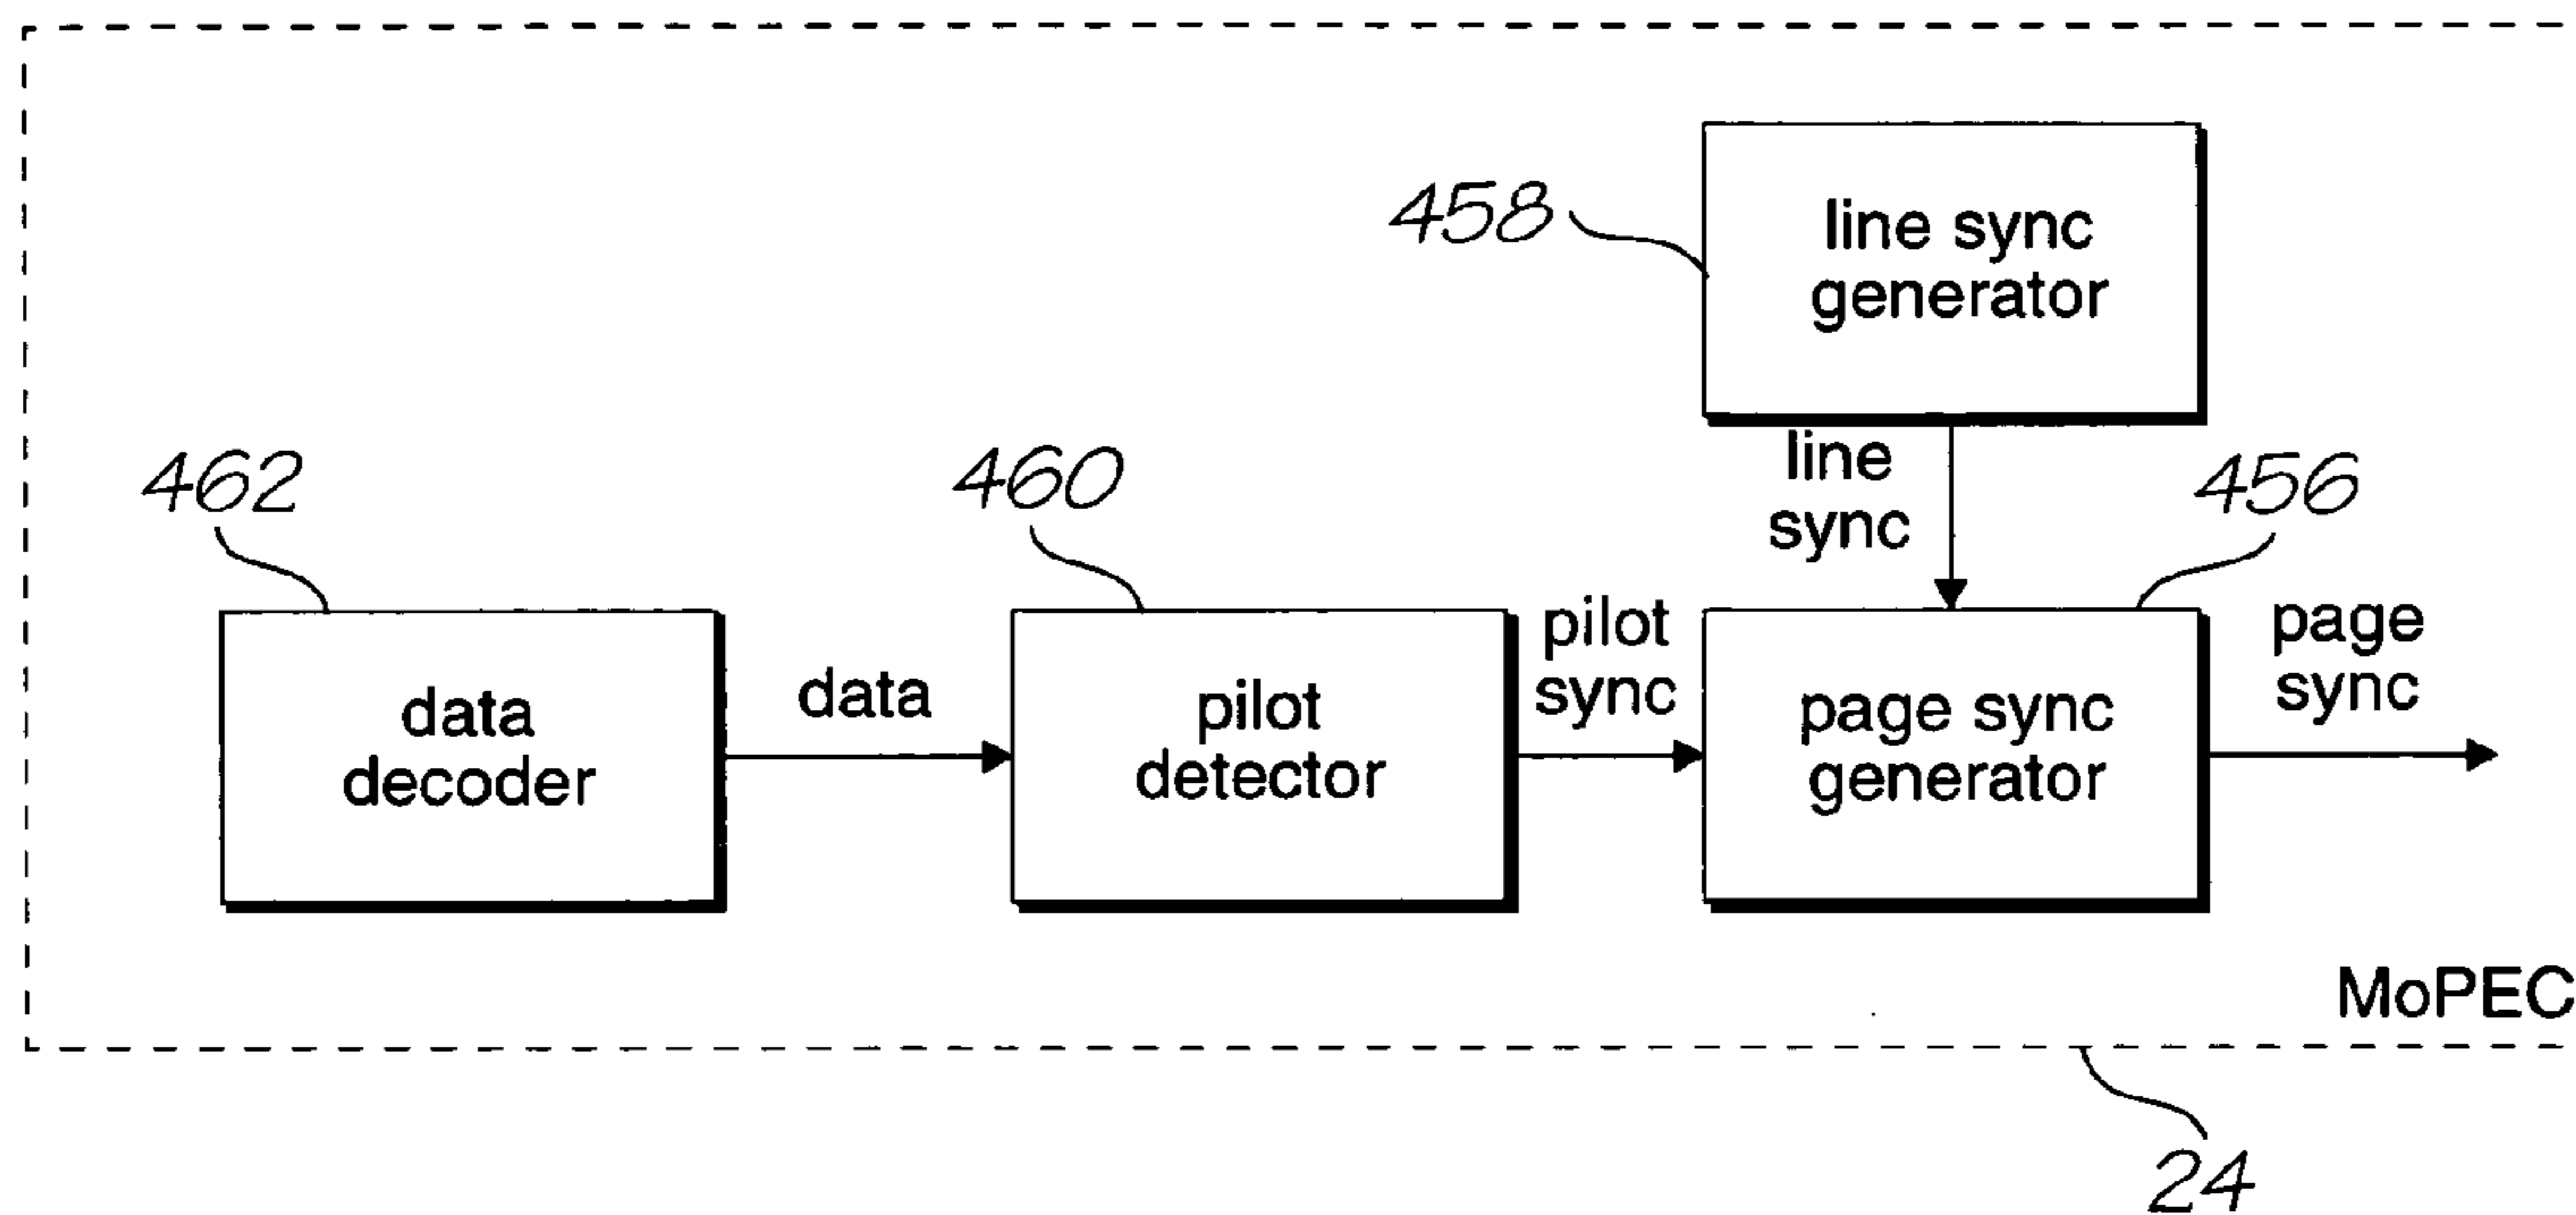 458
line sync
generator
line
sync
462
460
456
data
decoder
data
pilot
detector
pilot
sync
page sync
generator
page
sync
MoPEC
24